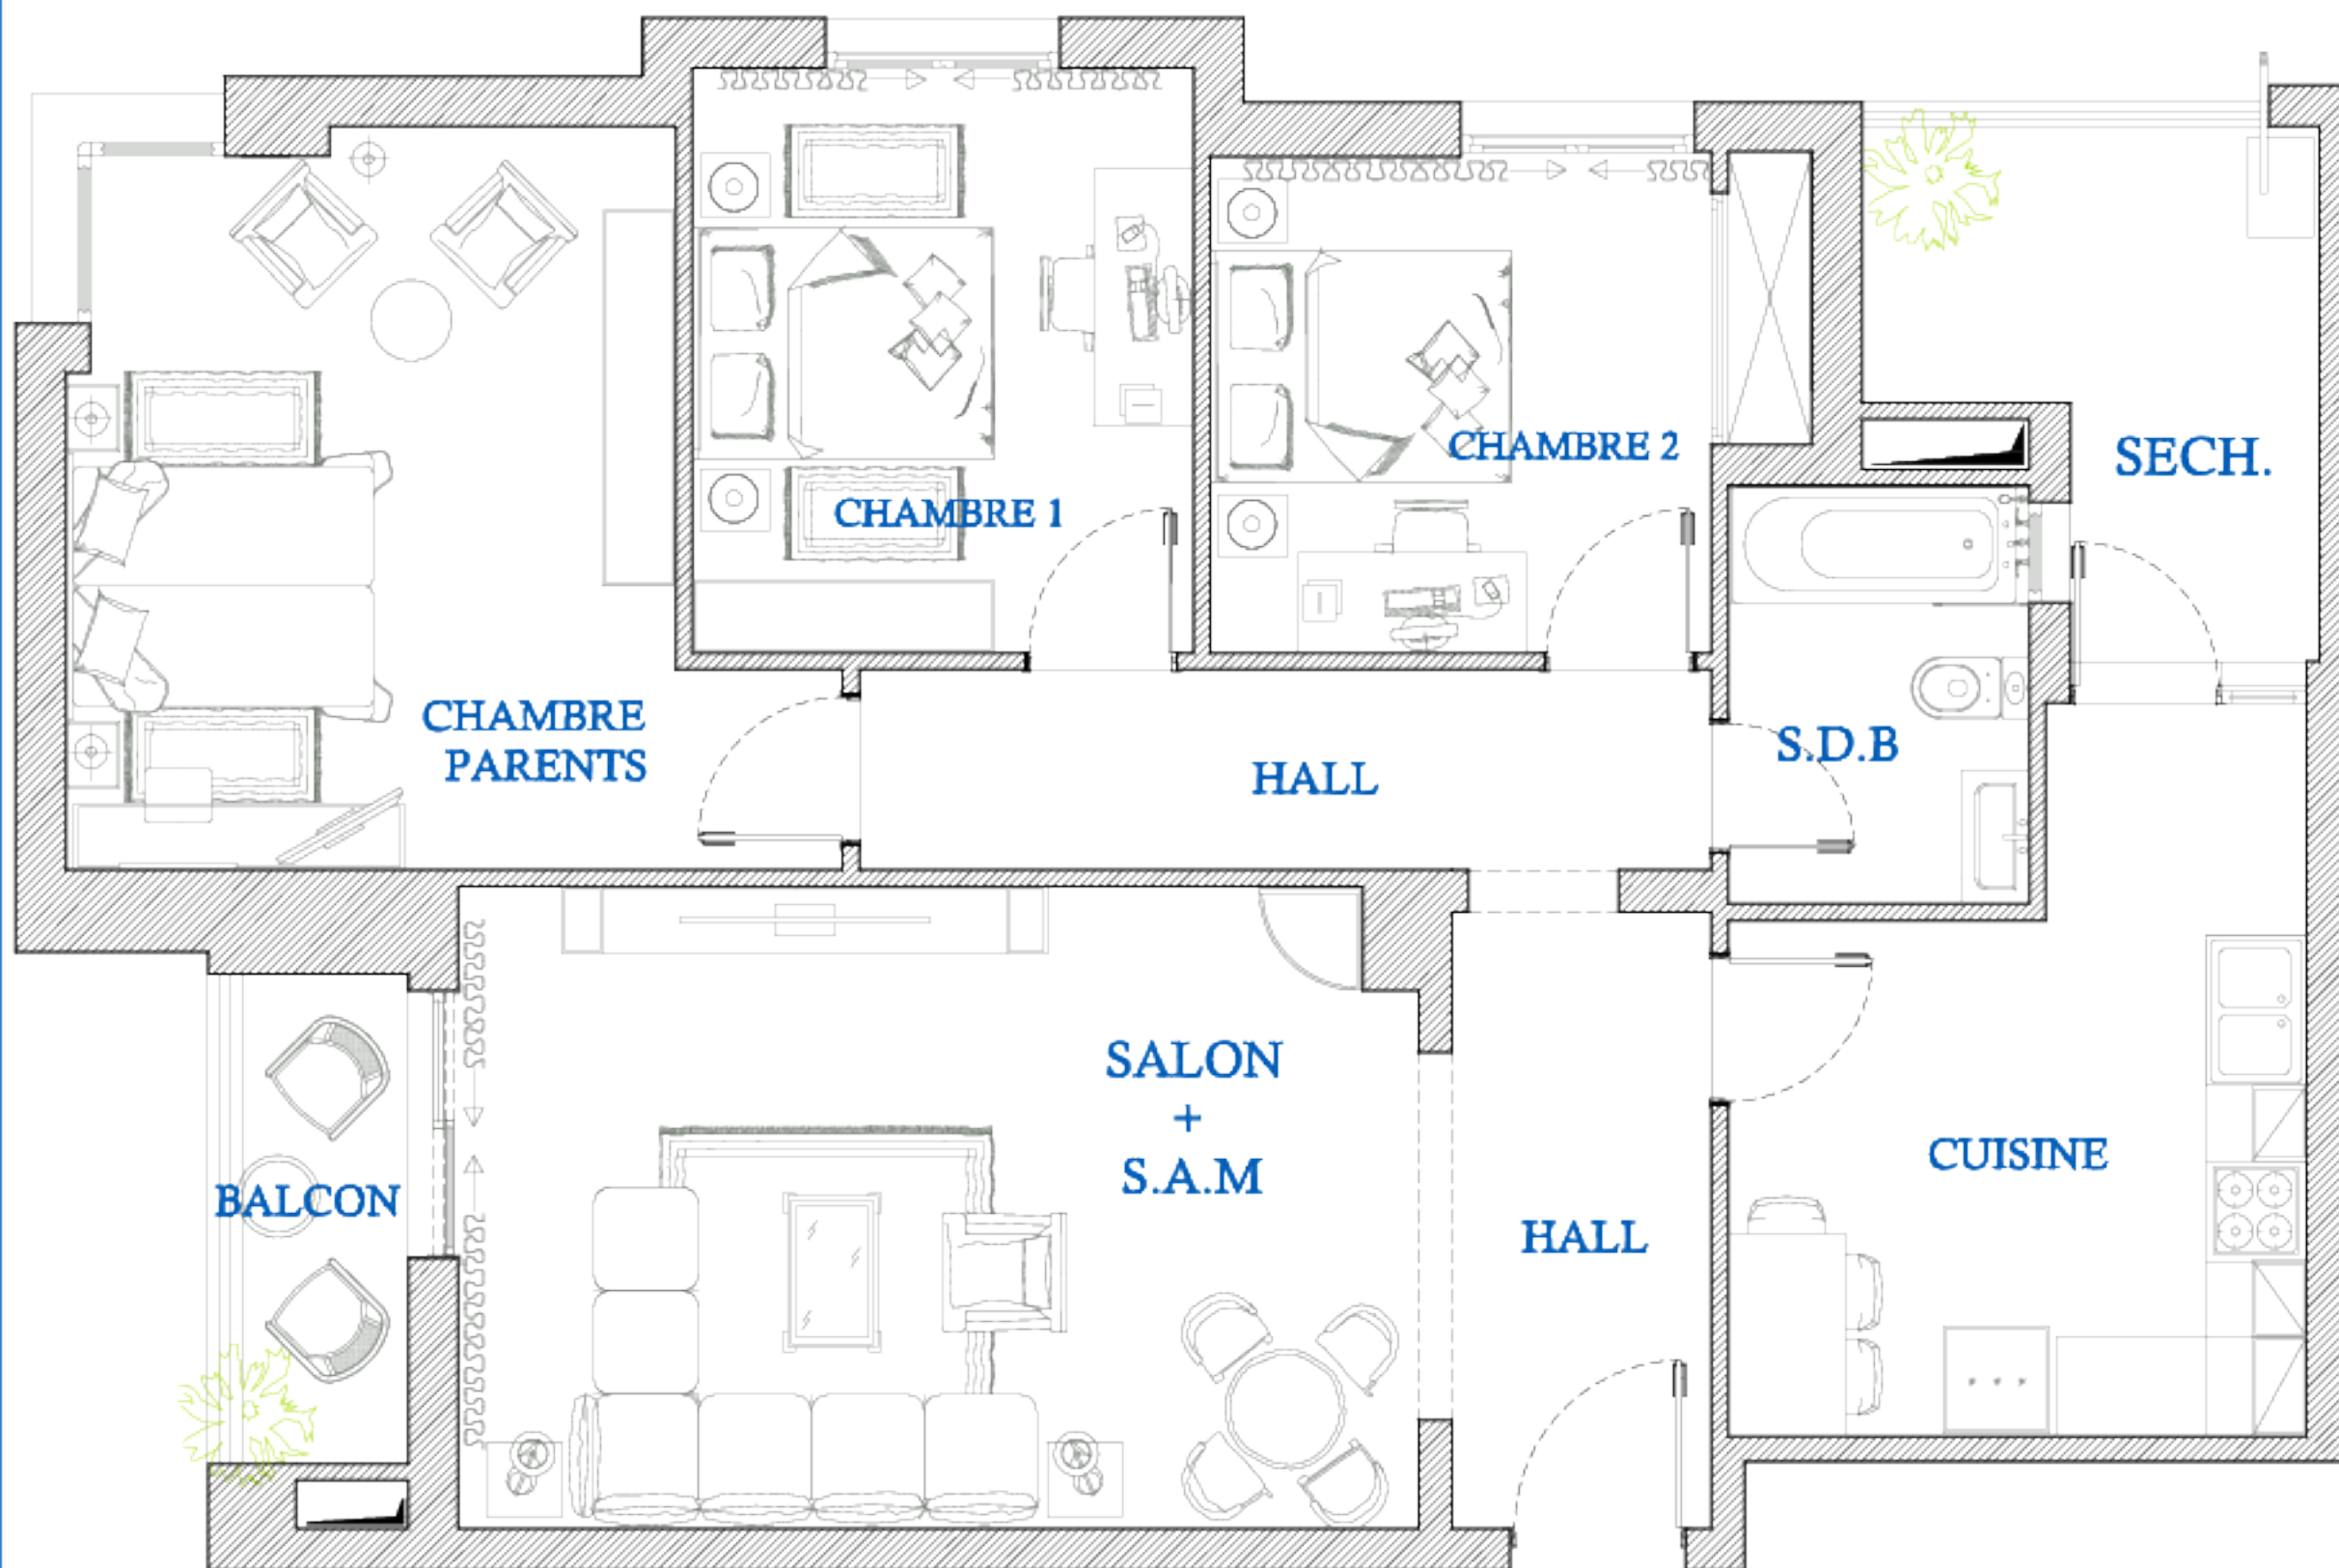 CHAMBRE 1
CHAMBRE 2
SECH.
CHAMBRE
PARENTS
HALL
S.D.B
SALON
+
S.A.M
BALCON
HALL
CUISINE